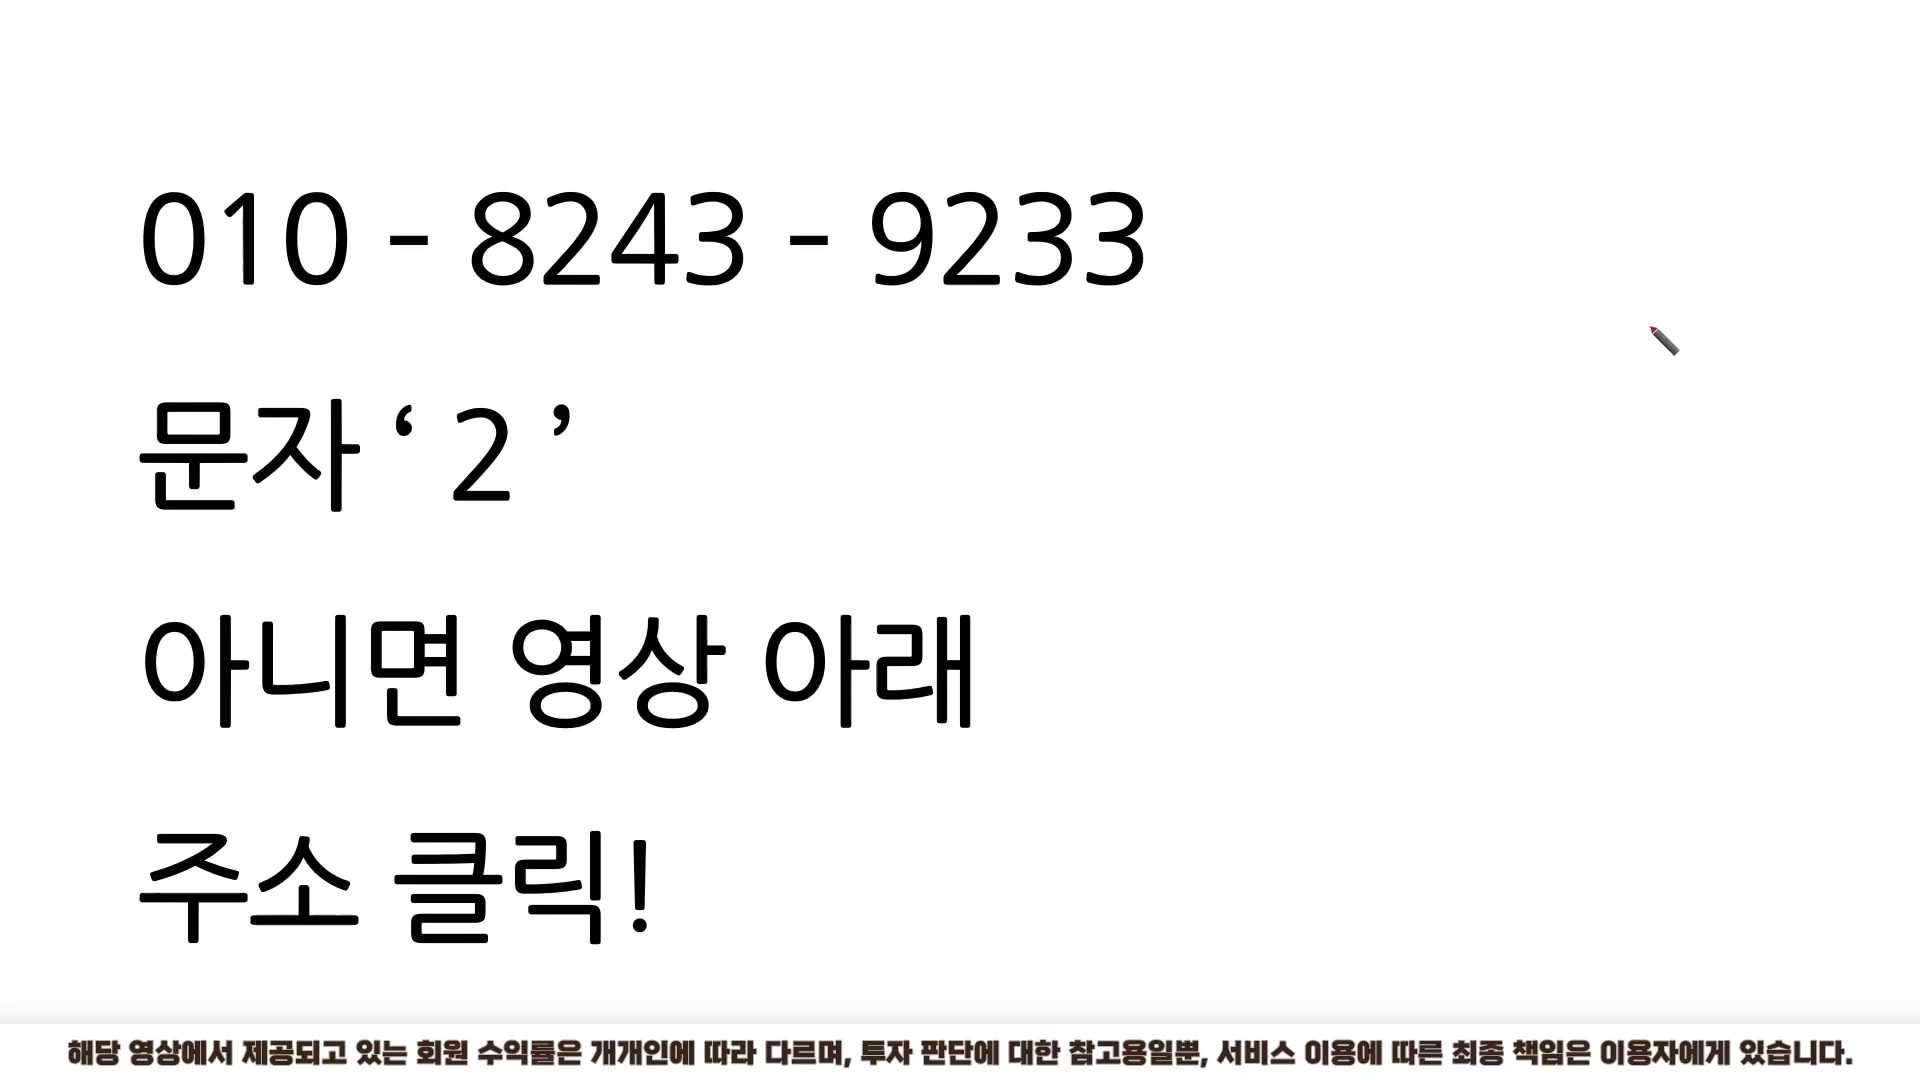 010 - 8243 - 9233
문자 ‘ 2 ’
아니면 영상 아래
주소 클릭!
해당 영상에서 제공되고 있는 회원 수익률은 개개인에 따라 다르며, 투자 판단에 대한 참고용일뿐, 서비스 이용에 따른 최종 책임은 이용자에게 있습니다.